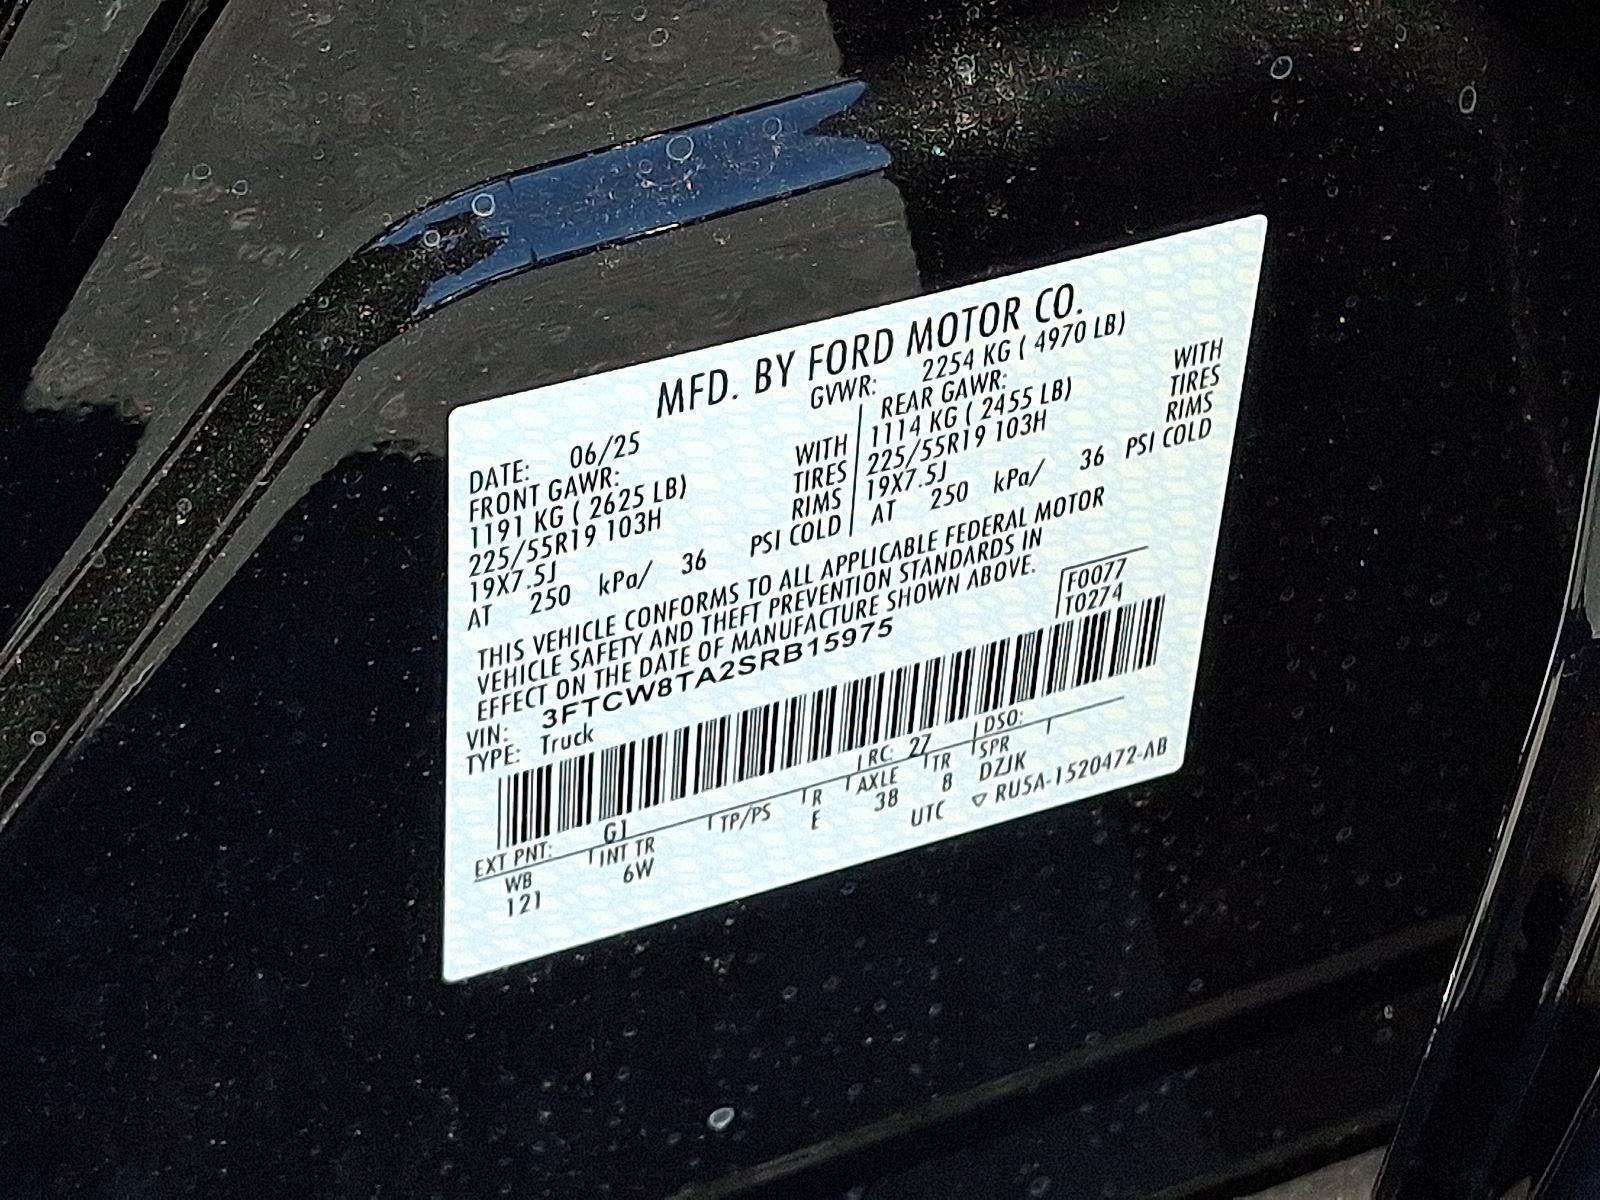 MFD. BY FORD MOTOR CO.
GVWR: 2254 KG ( 4970 LB)
DATE: 06/25
FRONT GAWR:
1191 KG ( 2625 LB) WITH
225/55R19 103H TIRES
19X7.5J RIMS
AT 250 kPa/ 36 PSI COLD
REAR GAWR:
1114 KG ( 2455 LB) WITH
225/55R19 103H TIRES
19X7.5J RIMS
AT 250 kPa/ 36 PSI COLD
THIS VEHICLE CONFORMS TO ALL APPLICABLE FEDERAL MOTOR
VEHICLE SAFETY AND THEFT PREVENTION STANDARDS IN
EFFECT ON THE DATE OF MANUFACTURE SHOWN ABOVE.
F0077
T0274
VIN: 3FTCW8TA2SRB15975
TYPE: Truck
EXT PNT: G1 RC: 27 DSO:
WB INT TR TP/PS R AXLE TR SPR
121 6W E 38 8 DZJK
UTC ▽ RU5A-1520472-AB